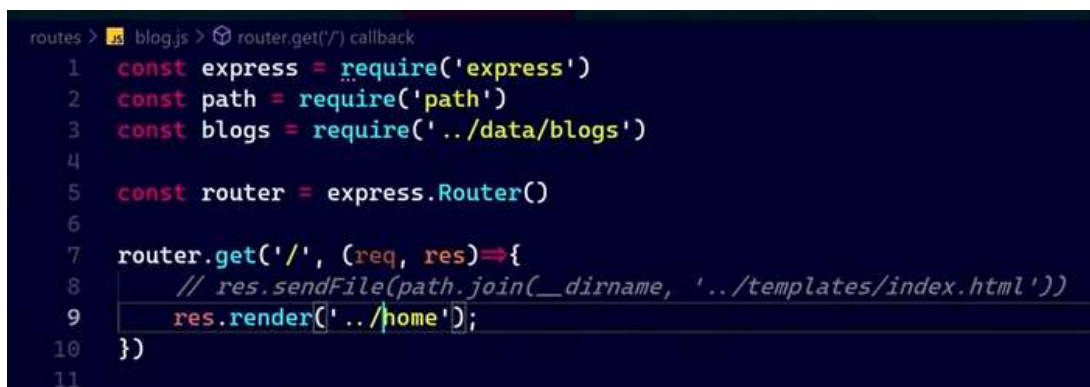 routes > JS blog.js > router.get('/') callback
1 const express = require('express')
2 const path = require('path')
3 const blogs = require('../data/blogs')
4
5 const router = express.Router()
6
7 router.get('/', (req, res)=>{
8 // res.sendFile(path.join(__dirname, '../templates/index.html'))
9 res.render('../home');
10 })
11